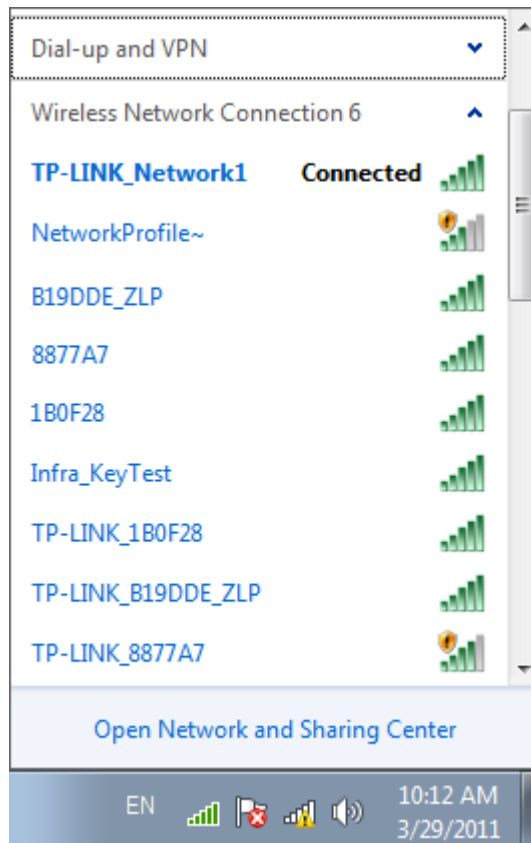 Dial-up and VPN
Wireless Network Connection 6
TP-LINK_Network1 Connected
NetworkProfile~
B19DDE_ZLP
8877A7
1B0F28
Infra_KeyTest
TP-LINK_1B0F28
TP-LINK_B19DDE_ZLP
TP-LINK_8877A7
Open Network and Sharing Center
EN 10:12 AM
3/29/2011